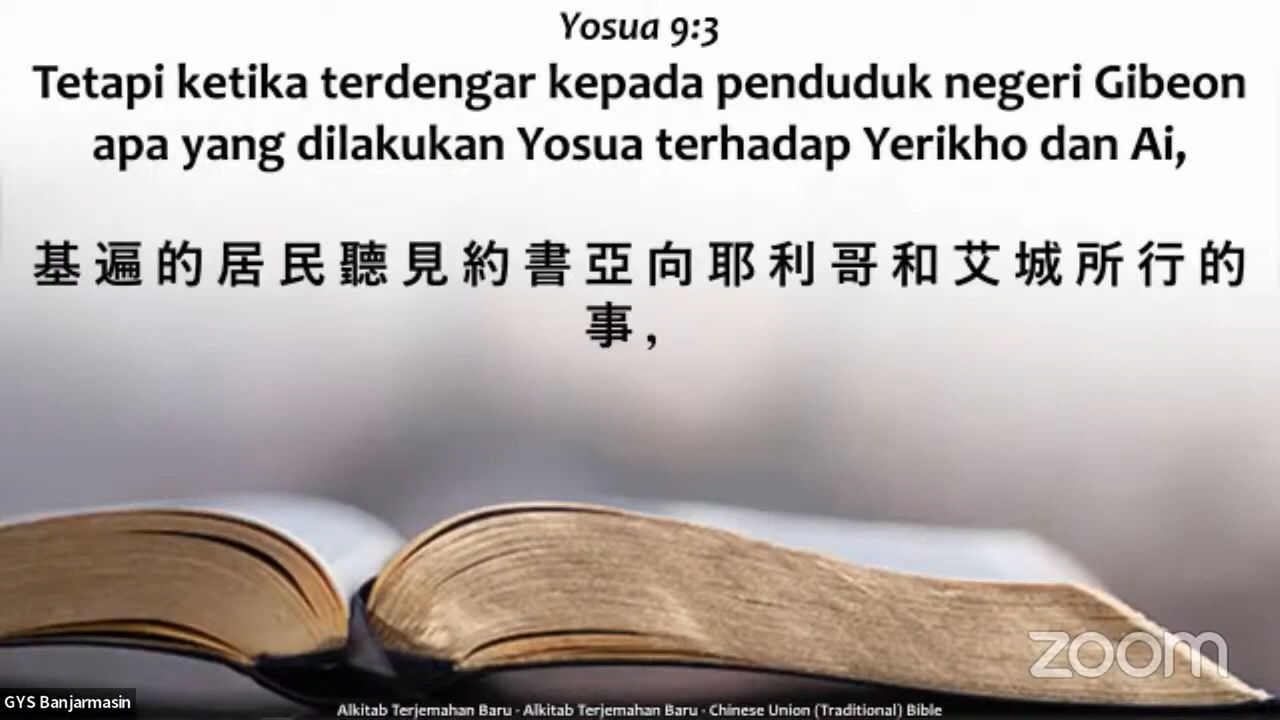 Yosua 9:3
Tetapi ketika terdengar kepada penduduk negeri Gibeon
apa yang dilakukan Yosua terhadap Yerikho dan Ai,
基遍的居民聽見約書亞向耶利哥和艾城所行的
事,
zoom
GYS Banjarmasin
Alkitab Terjemahan Baru - Alkitab Terjemahan Baru - Chinese Union (Traditional) Bible